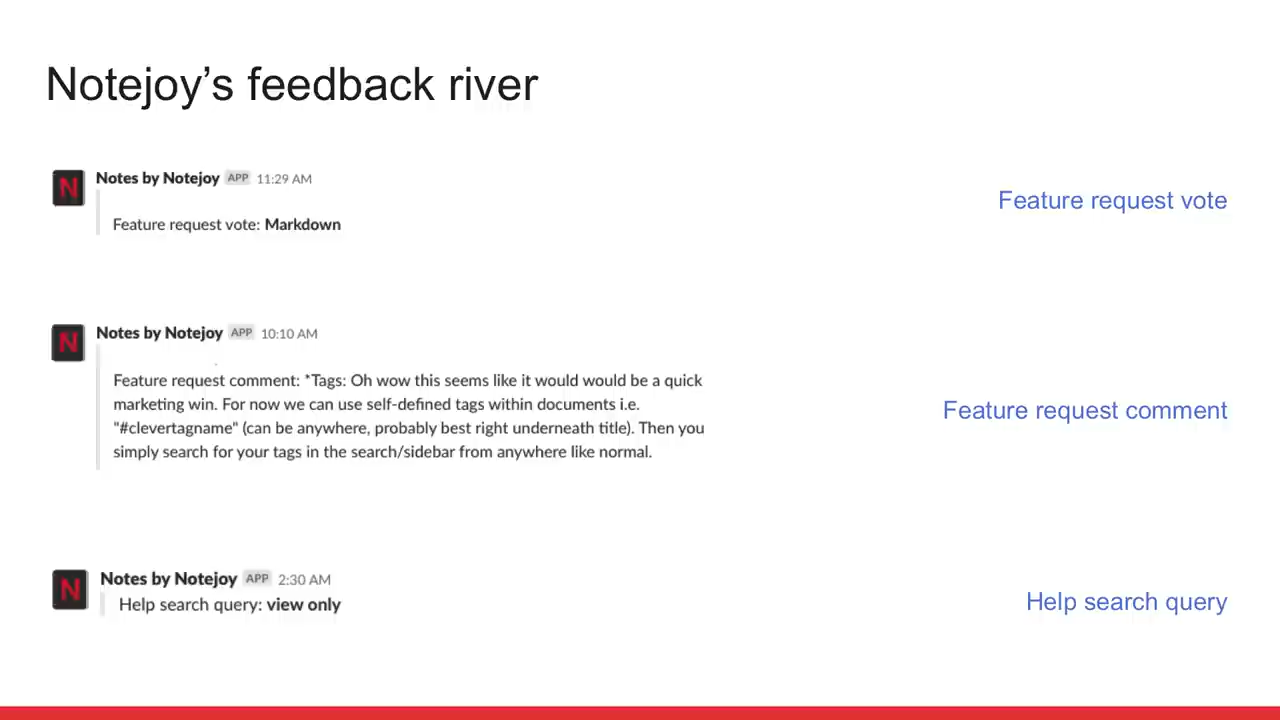 Notejoy’s feedback river
N
Notes by Notejoy APP 11:29 AM
Feature request vote: Markdown
Feature request vote
N
Notes by Notejoy APP 10:10 AM
Feature request comment: *Tags: Oh wow this seems like it would would be a quick
marketing win. For now we can use self-defined tags within documents i.e.
"#clevertagname" (can be anywhere, probably best right underneath title). Then you
simply search for your tags in the search/sidebar from anywhere like normal.
Feature request comment
N
Notes by Notejoy APP 2:30 AM
Help search query: view only
Help search query